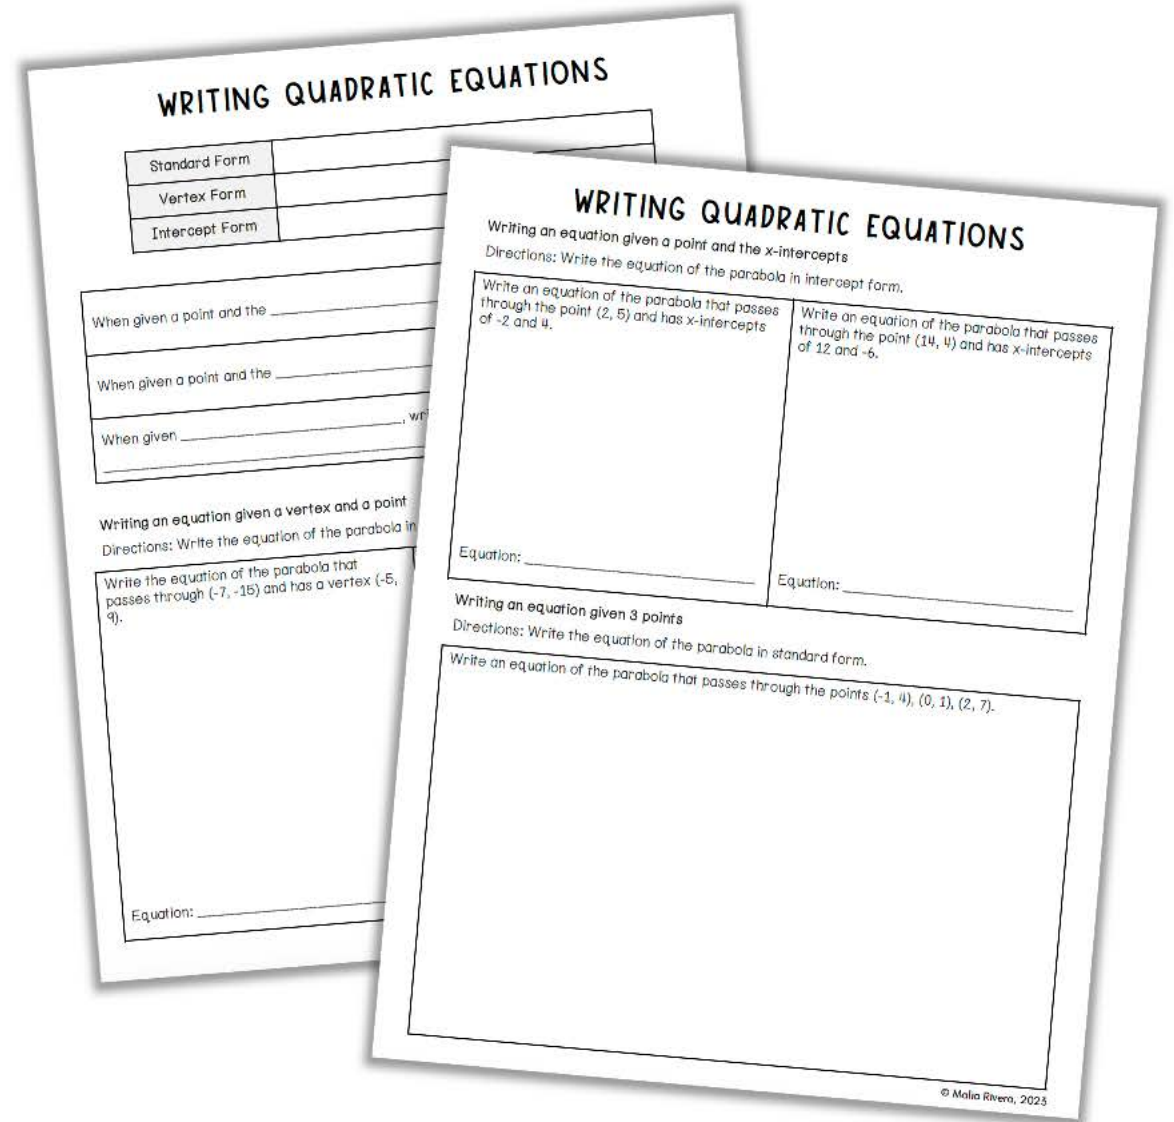 WRITING QUADRATIC EQUATIONS
Standard Form
Vertex Form
Intercept Form
When given a point and the
When given a point and the
When given , wri
Writing an equation given a vertex and a point
Directions: Write the equation of the parabola in
Write the equation of the parabola that
passes through (-7, -15) and has a vertex (-5,
9).
Equation:
WRITING QUADRATIC EQUATIONS
Writing an equation given a point and the x-intercepts
Directions: Write the equation of the parabola in intercept form.
Write an equation of the parabola that passes
through the point (2, 5) and has x-intercepts
of -2 and 4.
Equation:
Write an equation of the parabola that passes
through the point (14, 4) and has x-intercepts
of 12 and -6.
Equation:
Writing an equation given 3 points
Directions: Write the equation of the parabola in standard form.
Write an equation of the parabola that passes through the points (-1, 4), (0, 1), (2, 7).
© Malia Rivera, 2023